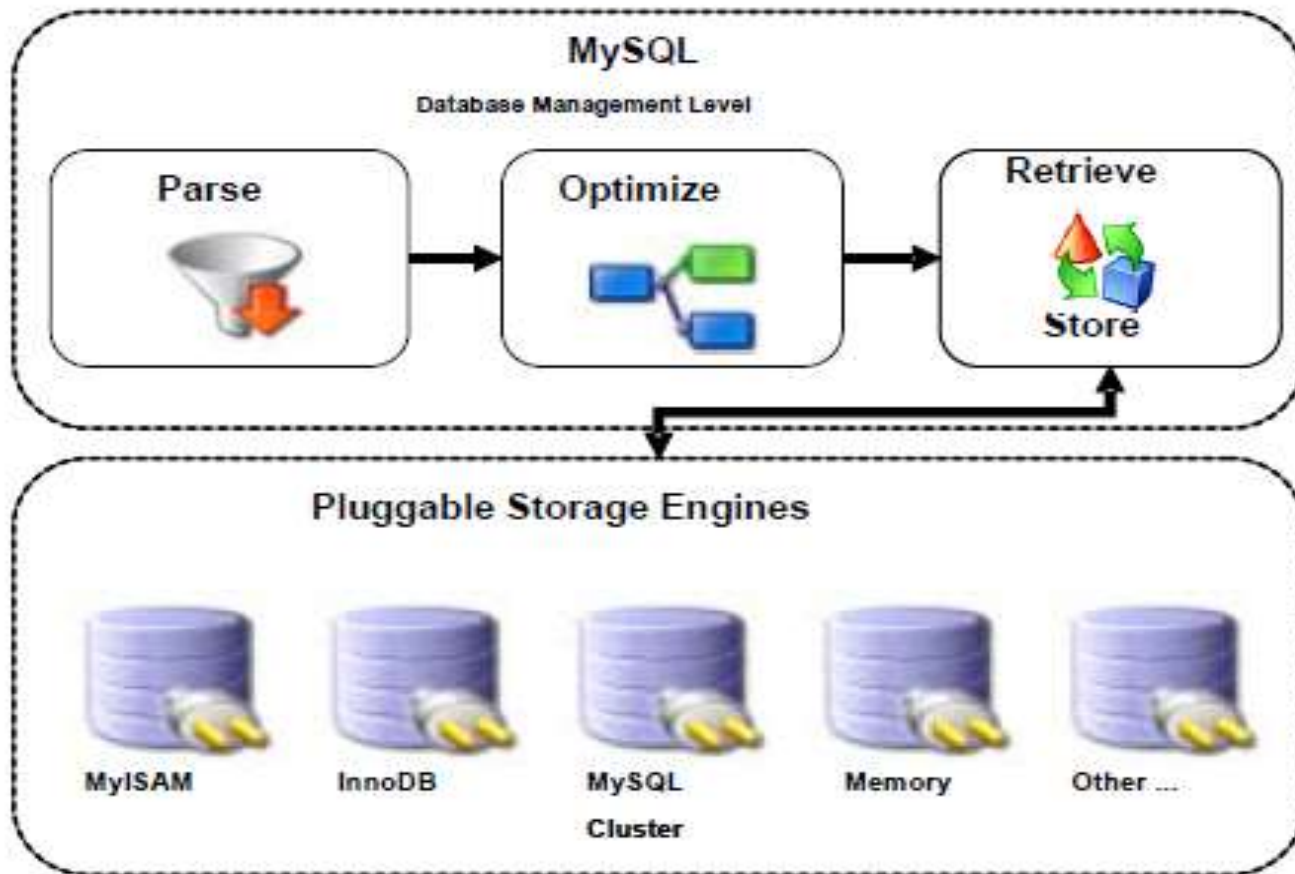 MySQL
Database Management Level
Parse
Optimize
Retrieve
Store
Pluggable Storage Engines
MyISAM
InnoDB
MySQL
Cluster
Memory
Other ...